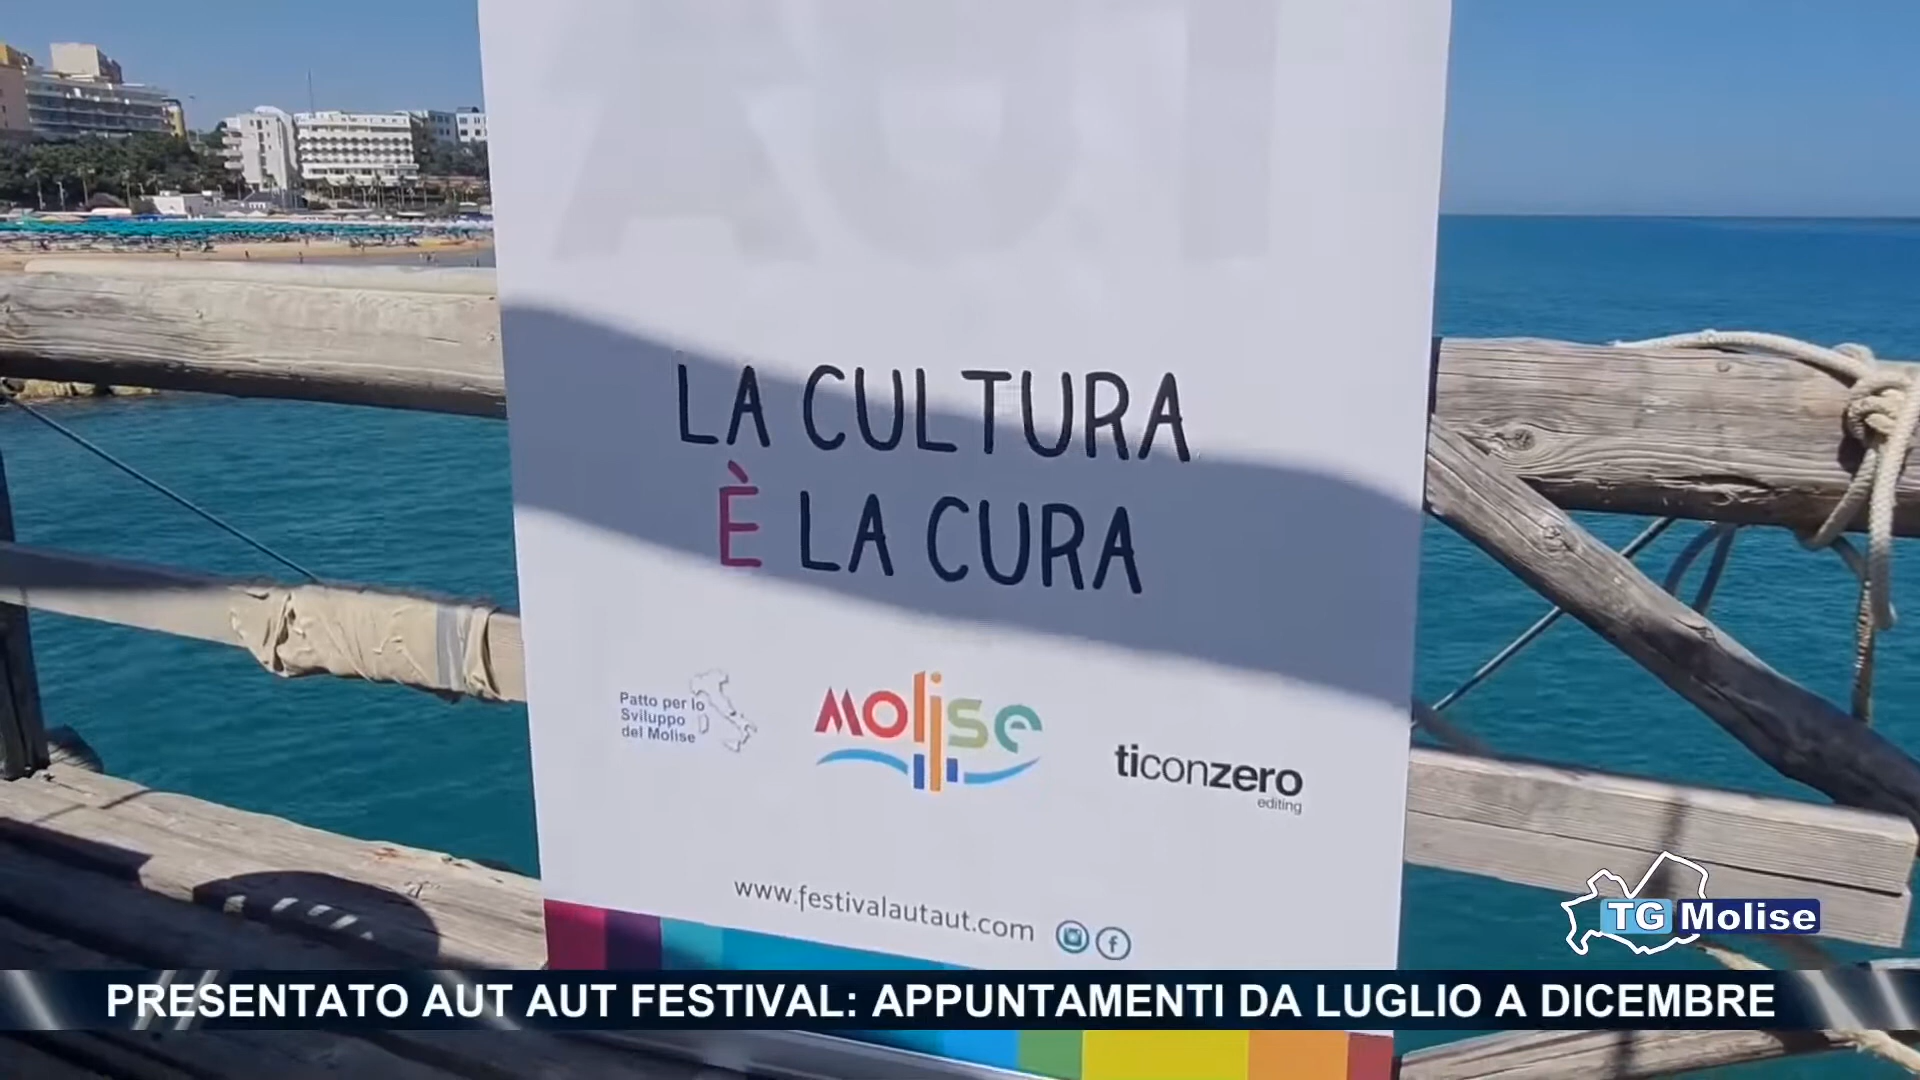 AUT
LA CULTURA
È LA CURA
Patto per lo
Sviluppo
del Molise
molise
ticonzero
editing
www.festivalautaut.com
TG Molise
PRESENTATO AUT AUT FESTIVAL: APPUNTAMENTI DA LUGLIO A DICEMBRE